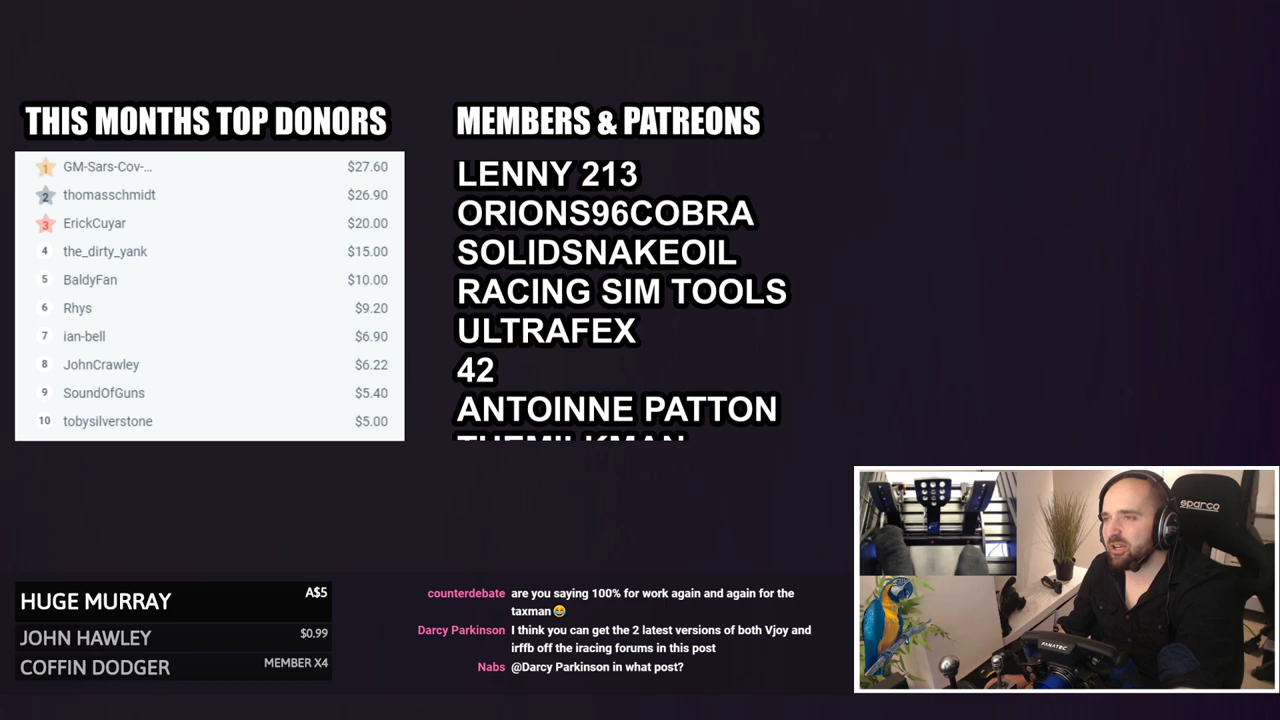 THIS MONTHS TOP DONORS
1 GM-Sars-Cov-... $27.60
2 thomasschmidt $26.90
3 ErickCuyar $20.00
4 the_dirty_yank $15.00
5 BaldyFan $10.00
6 Rhys $9.20
7 ian-bell $6.90
8 JohnCrawley $6.22
9 SoundOfGuns $5.40
10 tobysilverstone $5.00
MEMBERS & PATREONS
LENNY 213
ORIONS96COBRA
SOLIDSNAKEOIL
RACING SIM TOOLS
ULTRAFEX
42
ANTOINNE PATTON
THEMILKMAN
HUGE MURRAY A$5
JOHN HAWLEY $0.99
COFFIN DODGER MEMBER X4
counterdebate are you saying 100% for work again and again for the
taxman😂
Darcy Parkinson I think you can get the 2 latest versions of both Vjoy and
irffb off the iracing forums in this post
Nabs @Darcy Parkinson in what post?
sparco
FANATEC